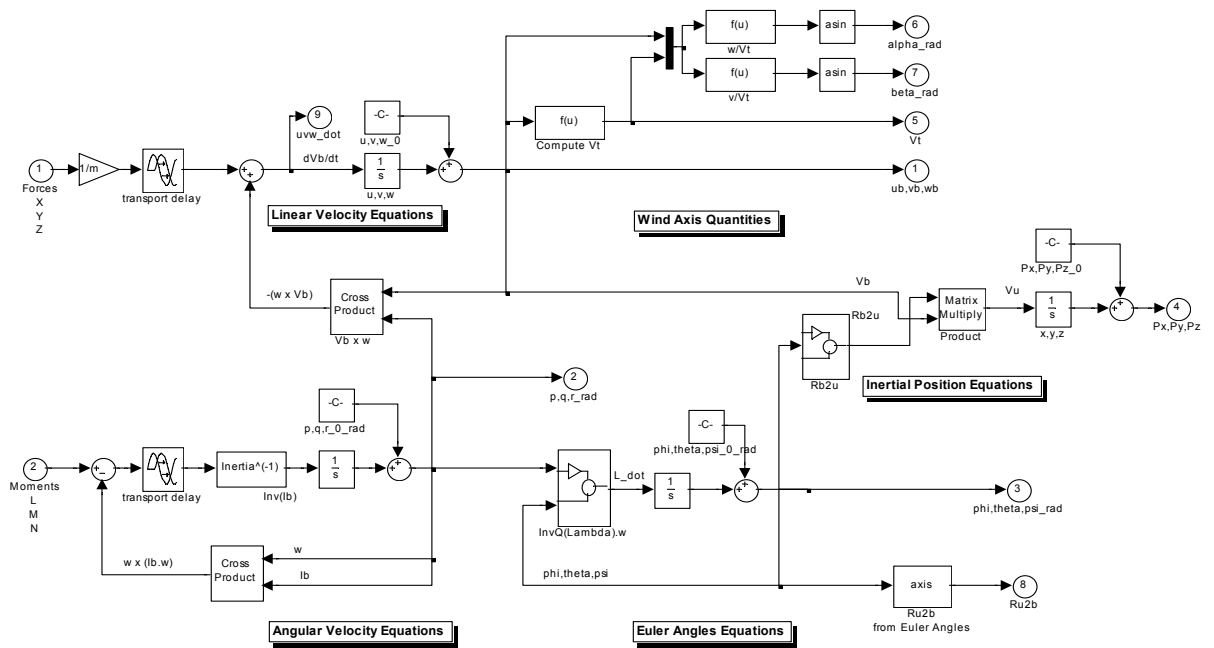 f(u)
w/Vt
asin
6
alpha_rad
f(u)
v/Vt
asin
7
beta_rad
9
uvw_dot
-C-
u,v,w_0
f(u)
Compute Vt
5
Vt
1
Forces
X
Y
Z
1/m
transport delay
++
dVb/dt
1
s
u,v,w
++
1
ub,vb,wb
Linear Velocity Equations
Wind Axis Quantities
-C-
Px,Py,Pz_0
-(w x Vb)
Cross
Product
Vb x w
Vb
Rb2u
Rb2u
Matrix
Multiply
Product
Vu
1
s
x,y,z
++
4
Px,Py,Pz
2
p,q,r_rad
Inertial Position Equations
-C-
p,q,r_0_rad
-C-
phi,theta,psi_0_rad
2
Moments
L
M
N
+-
transport delay
Inertia^(-1)
Inv(Ib)
1
s
++
InvQ(Lambda).w
L_dot
1
s
++
3
phi,theta,psi_rad
w x (Ib.w)
Cross
Product
w
Ib
phi,theta,psi
axis
Ru2b
from Euler Angles
8
Ru2b
Angular Velocity Equations
Euler Angles Equations